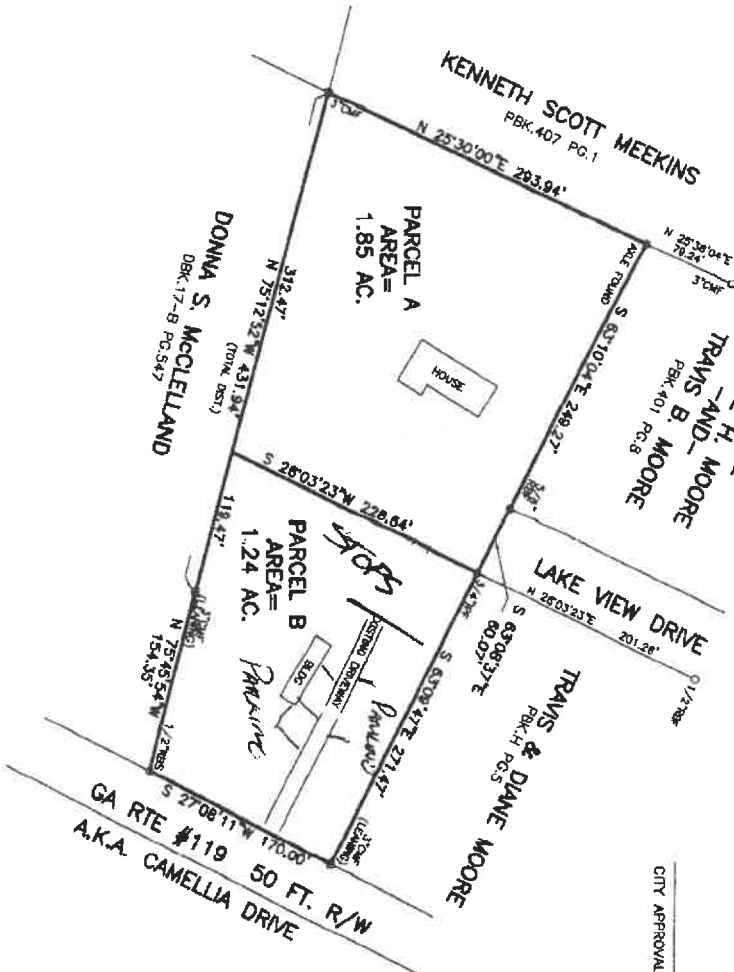 KENNETH SCOTT MEEKINS
PBK.407 PG.1
N 25°30'00"E 293.94'
3"CMF
N 25°38'04"E
79.24'
3"CMF
AXLE FOUND
S 63°10'04"E 249.27'
H. MOORE
-AND-
TRAVIS B. MOORE
PBK.401 PG.8
PARCEL A
AREA=
1.85 AC.
HOUSE
312.47'
N 75°12'52"W 431.94'
(TOTAL DIST.)
DONNA S. McCLELLAND
DBK.17-B PG.547
S 26°03'23"W 228.64'
LAKE VIEW DRIVE
N 26°03'23"E 201.26'
1/2"RBF
S 63°08'37"E
60.07'
TRAVIS & DIANE MOORE
PBK.H PG.5
119.47'
PARCEL B
AREA=
1.24 AC.
STOPS
EXISTING DRIVEWAY
BLDG
PARKING
S 63°09'47"E 271.47'
3"CMF
(LEANING)
N 75°45'54"W
154.35'
1/2"RBS
S 27°08'11"W 170.00'
GA RTE #119 50 FT. R/W
A.K.A. CAMELLIA DRIVE
CITY APPROVAL